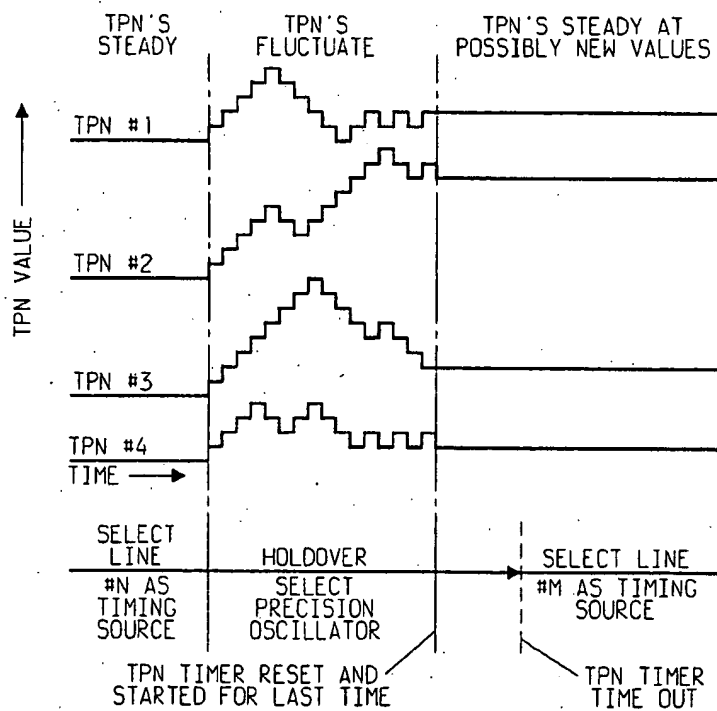 TPN'S
STEADY
TPN'S
FLUCTUATE
TPN'S STEADY AT
POSSIBLY NEW VALUES
TPN VALUE
TPN #1
TPN #2
TPN #3
TPN #4
TIME
SELECT
LINE
#N AS
TIMING
SOURCE
HOLDOVER
SELECT
PRECISION
OSCILLATOR
SELECT LINE
#M AS TIMING
SOURCE
TPN TIMER RESET AND
STARTED FOR LAST TIME
TPN TIMER
TIME OUT